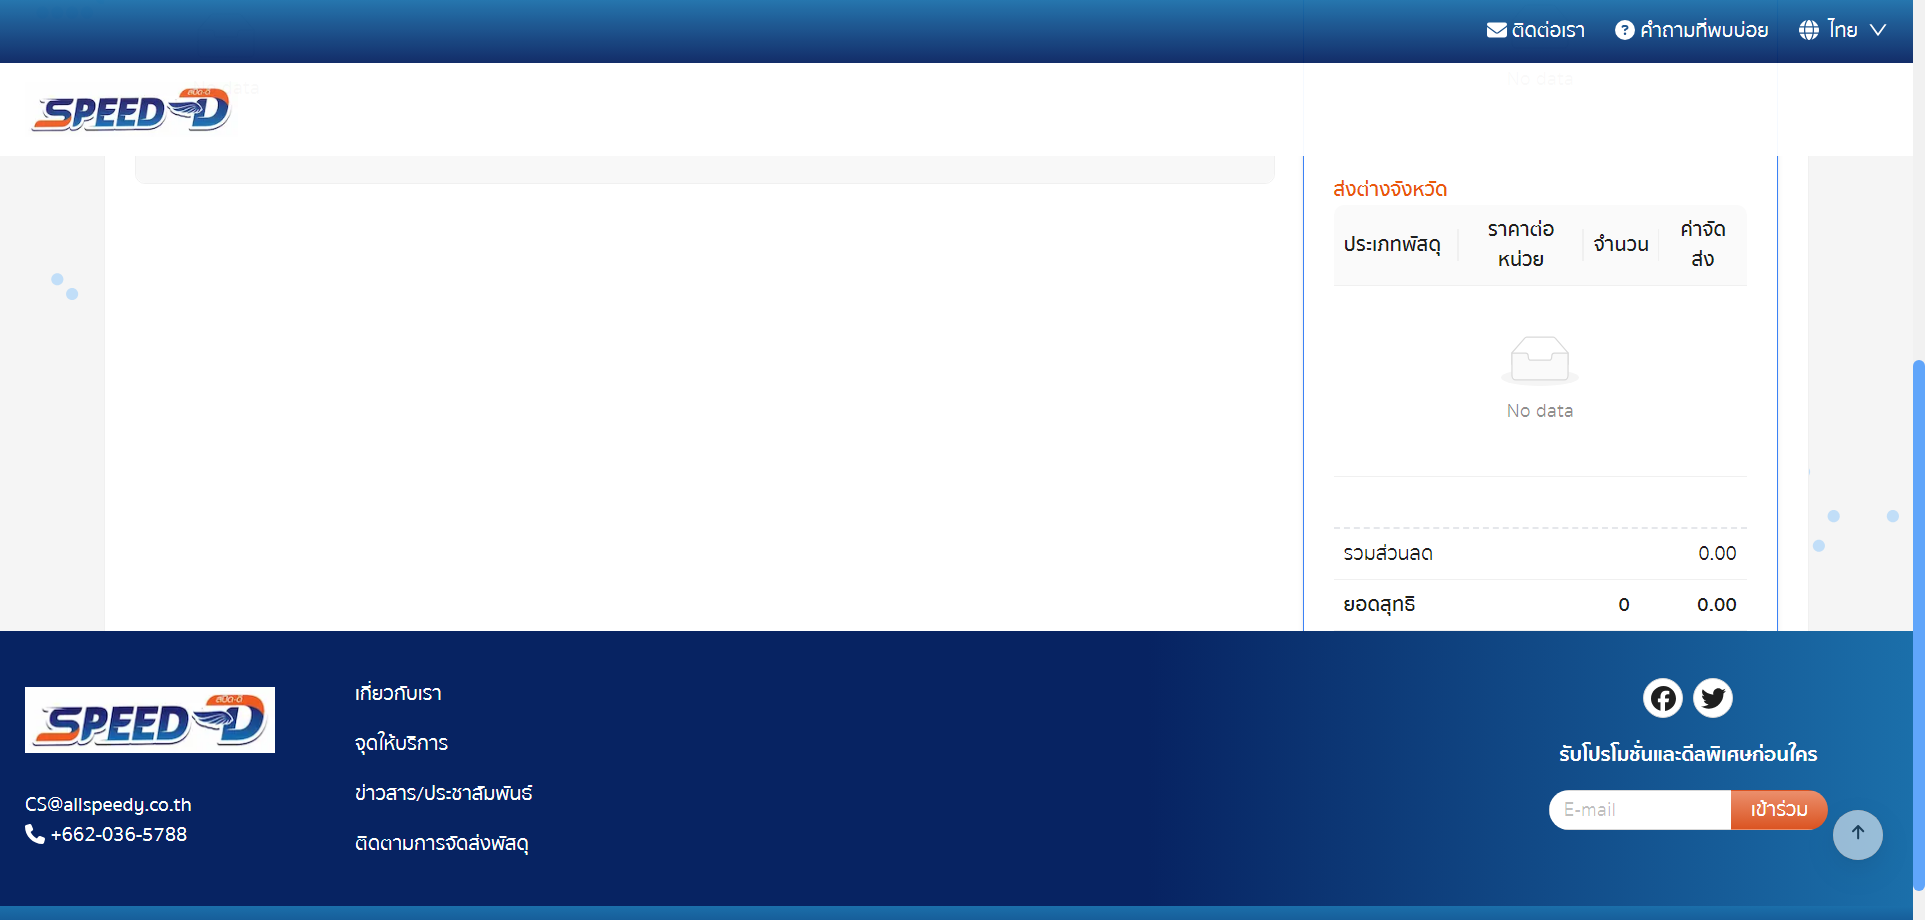 ติดต่อเรา
คำถามที่พบบ่อย
ไทย
สปีด-ดี
SPEED-D
No data
ส่งต่างจังหวัด
ประเภทพัสดุ
ราคาต่อ
หน่วย
จำนวน
ค่าจัด
ส่ง
No data
รวมส่วนลด 0.00
ยอดสุทธิ 0 0.00
สปีด-ดี
SPEED-D
CS@allspeedy.co.th
+662-036-5788
เกี่ยวกับเรา
จุดให้บริการ
ข่าวสาร/ประชาสัมพันธ์
ติดตามการจัดส่งพัสดุ
รับโปรโมชั่นและดีลพิเศษก่อนใคร
E-mail
เข้าร่วม